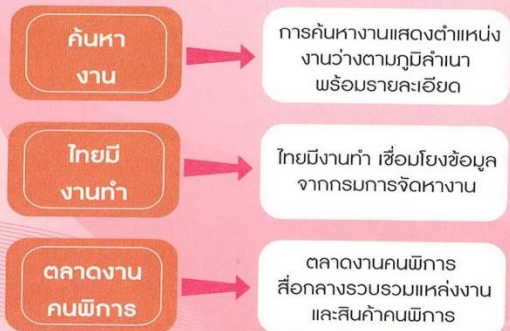 ค้นหา
งาน
การค้นหางานแสดงตำแหน่ง
งานว่างตามภูมิลำเนา
พร้อมรายละเอียด
ไทยมี
งานทำ
ไทยมีงานทำ เชื่อมโยงข้อมูล
จากกรมการจัดหางาน
ตลาดงาน
คนพิการ
ตลาดงานคนพิการ
สื่อกลางรวบรวมแหล่งงาน
และสินค้าคนพิการ